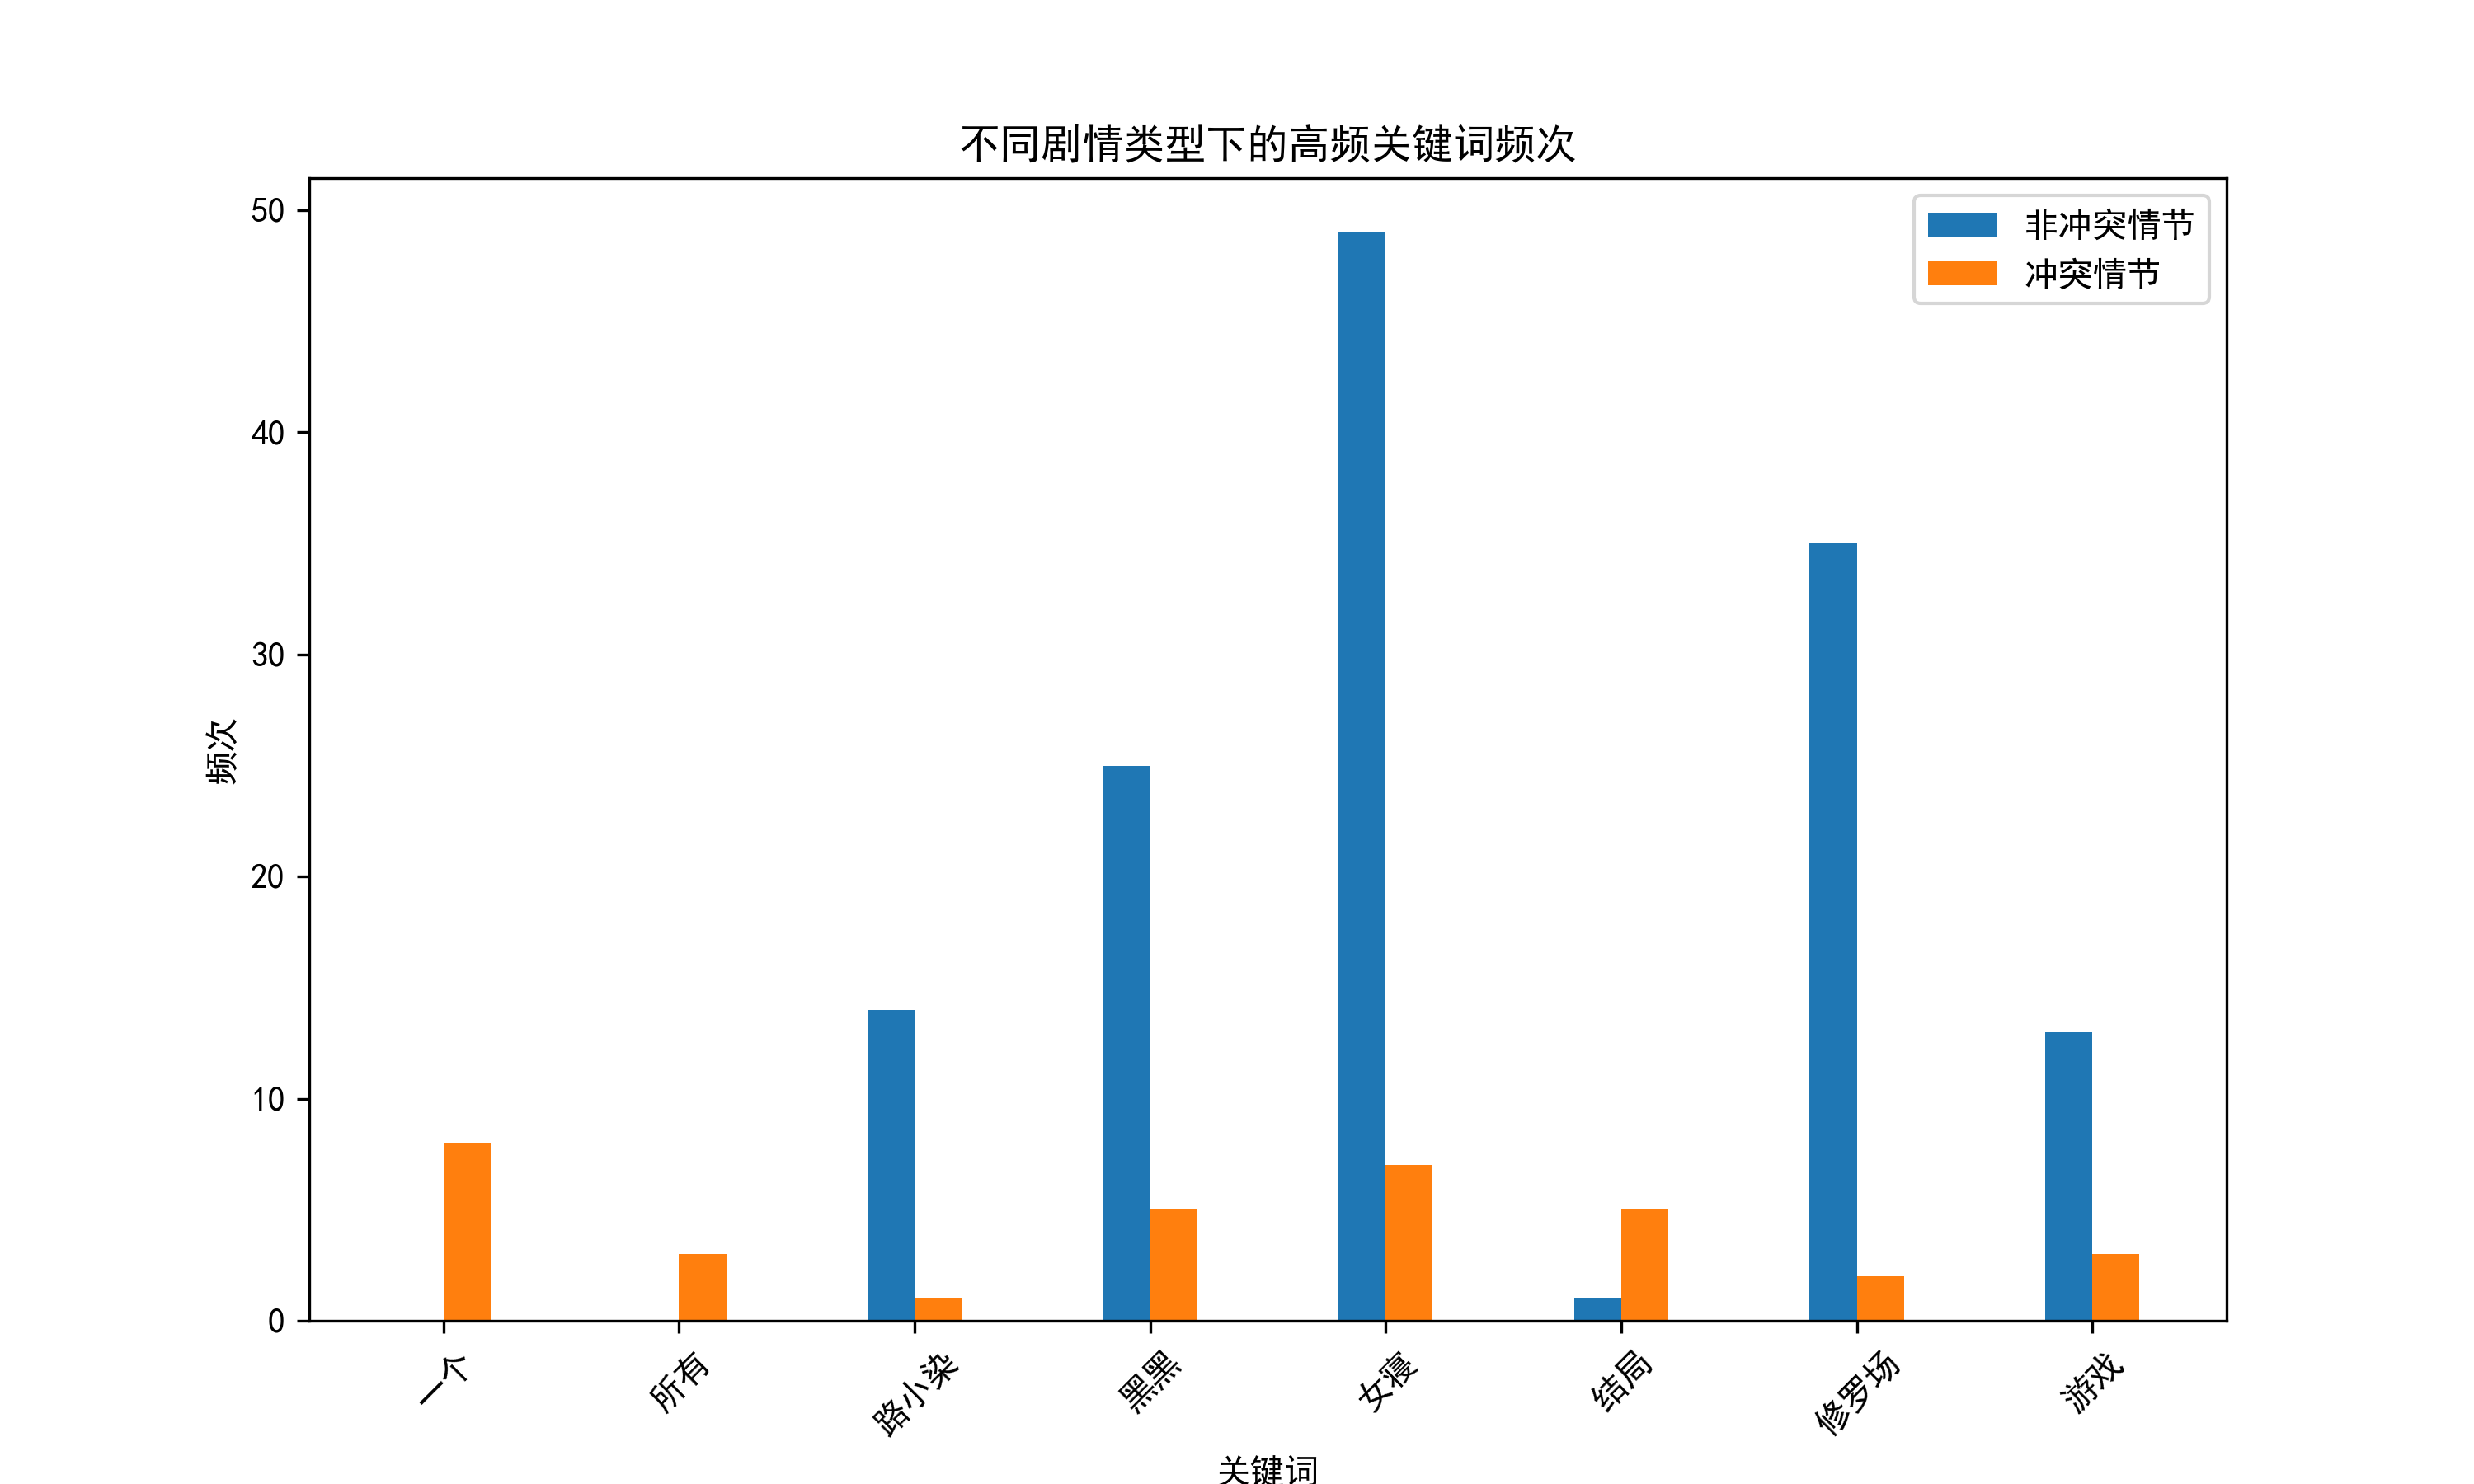 不同剧情类型下的高频关键词频次
非冲突情节
冲突情节
频次
50
40
30
20
10
0
一个
所有
路小染
黑黑
女寝
结局
修罗场
游戏
关键词